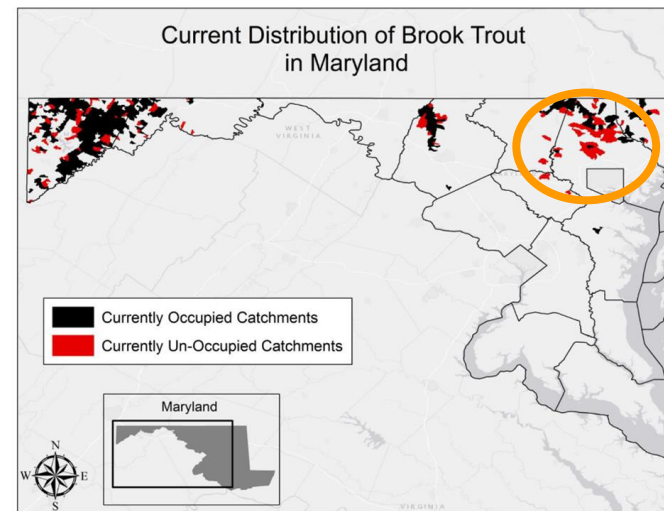 Current Distribution of Brook Trout
in Maryland
WEST
VIRGINIA
Currently Occupied Catchments
Currently Un-Occupied Catchments
Maryland
N
W
E
S
VIRGINIA